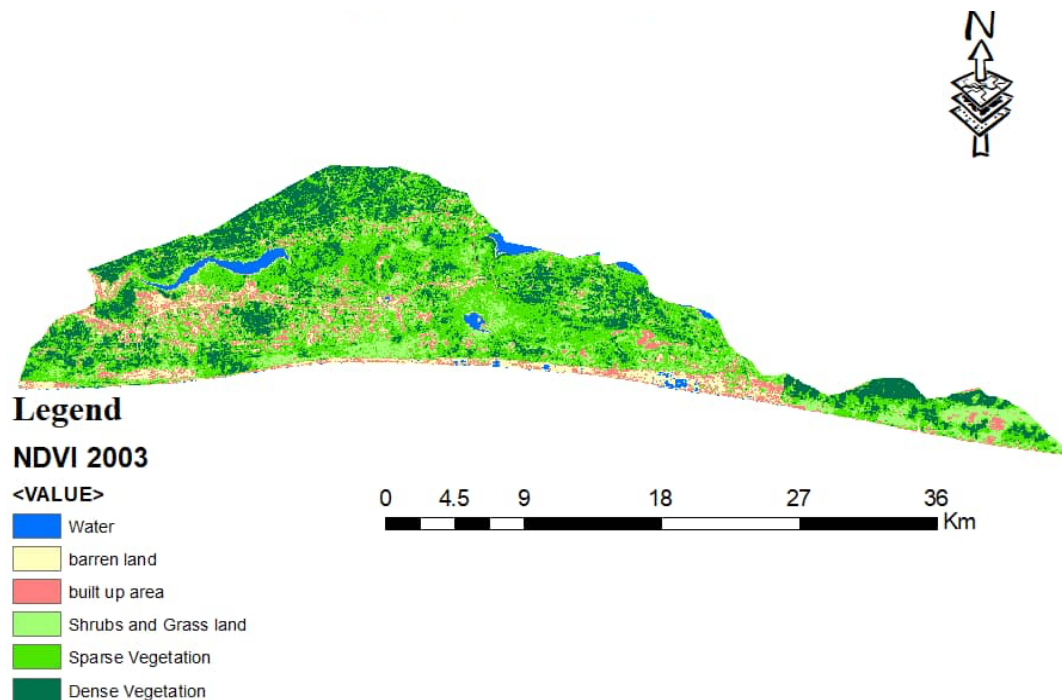 N
Legend
NDVI 2003
<VALUE>
Water
barren land
built up area
Shrubs and Grass land
Sparse Vegetation
Dense Vegetation
0 4.5 9 18 27 36
Km